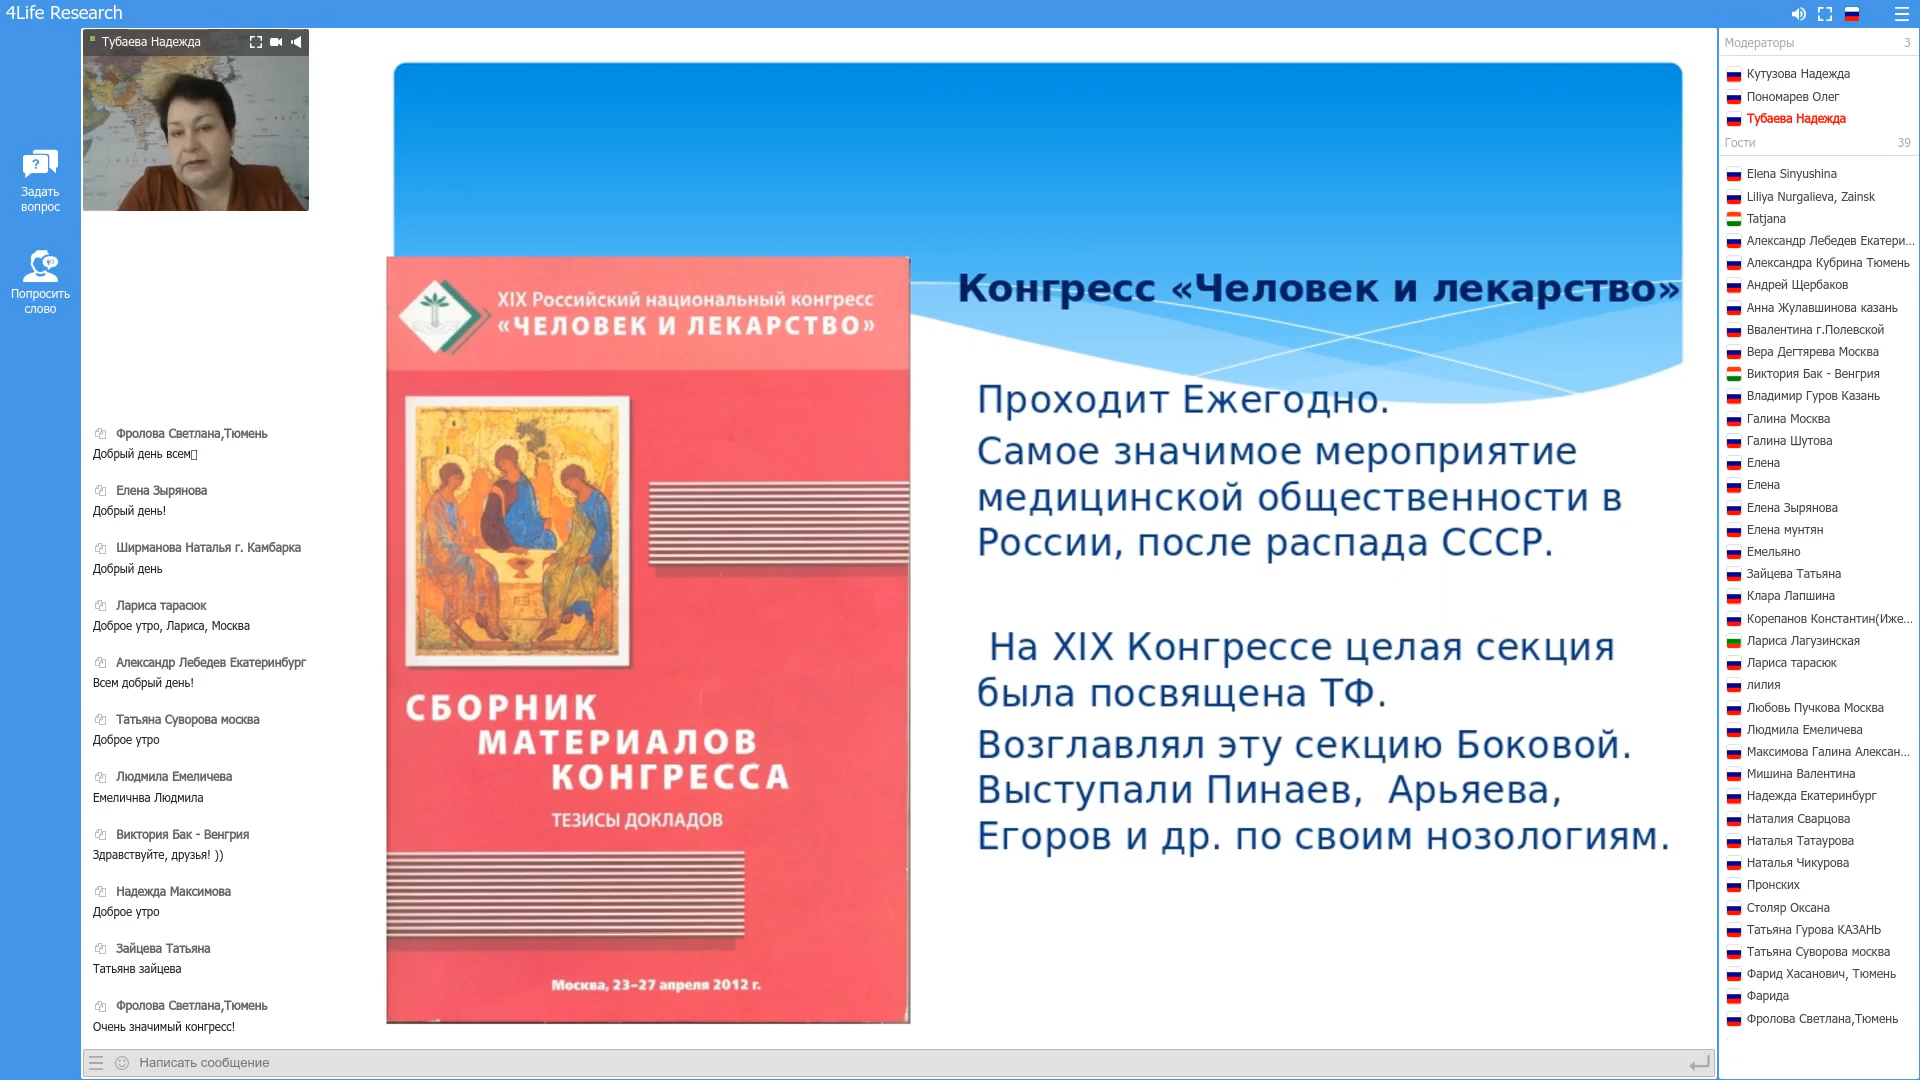 4Life Research
Задать
вопрос
Попросить
слово
Тубаева Надежда
Фролова Светлана,Тюмень
Добрый день всем
Елена Зырянова
Добрый день!
Ширманова Наталья г. Камбарка
Добрый день
Лариса тарасюк
Доброе утро, Лариса, Москва
Александр Лебедев Екатеринбург
Всем добрый день!
Татьяна Суворова москва
Доброе утро
Людмила Емеличева
Емеличнва Людмила
Виктория Бак - Венгрия
Здравствуйте, друзья! ))
Надежда Максимова
Доброе утро
Зайцева Татьяна
Татьянв зайцева
Фролова Светлана,Тюмень
Очень значимый конгресс!
Написать сообщение
XIX Российский национальный конгресс
«ЧЕЛОВЕК И ЛЕКАРСТВО»
СБОРНИК
МАТЕРИАЛОВ
КОНГРЕССА
ТЕЗИСЫ ДОКЛАДОВ
Москва, 23–27 апреля 2012 г.
Конгресс «Человек и лекарство»
Проходит Ежегодно.
Самое значимое мероприятие
медицинской общественности в
России, после распада СССР.
На XIX Конгрессе целая секция
была посвящена ТФ.
Возглавлял эту секцию Боковой.
Выступали Пинаев, Арьяева,
Егоров и др. по своим нозологиям.
Модераторы 3
Кутузова Надежда
Пономарев Олег
Тубаева Надежда
Гости 39
Elena Sinyushina
Liliya Nurgalieva, Zainsk
Tatjana
Александр Лебедев Екатери...
Александра Кубрина Тюмень
Андрей Щербаков
Анна Жулавшинова казань
Ввалентина г.Полевской
Вера Дегтярева Москва
Виктория Бак - Венгрия
Владимир Гуров Казань
Галина Москва
Галина Шутова
Елена
Елена
Елена Зырянова
Елена мунтян
Емельяно
Зайцева Татьяна
Клара Лапшина
Корепанов Константин(Иже...
Лариса Лагузинская
Лариса тарасюк
лилия
Любовь Пучкова Москва
Людмила Емеличева
Максимова Галина Алексан...
Мишина Валентина
Надежда Екатеринбург
Наталия Сварцова
Наталья Татаурова
Наталья Чикурова
Пронских
Столяр Оксана
Татьяна Гурова КАЗАНЬ
Татьяна Суворова москва
Фарид Хасанович, Тюмень
Фарида
Фролова Светлана,Тюмень